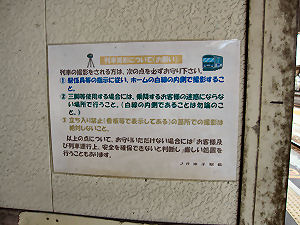 列車撮影について(お願い)
列車の撮影をされる方は、次の点を必ずお守り下さい。
① 駅係員等の指示に従い、ホームの白線の内側で撮影すること。
2 三脚等使用する場合には、乗降するお客様の迷惑にならない場所で行うこと。(白線の内側であることは勿論のこと。)
3 立ち入り禁止(看板等で表示してある)の箇所での撮影は絶対しないこと。
以上の点について、お守りいただけない場合には『お客様及び列車運行上、安全を確保できないと判断し』厳しい処置を行うこともあります。